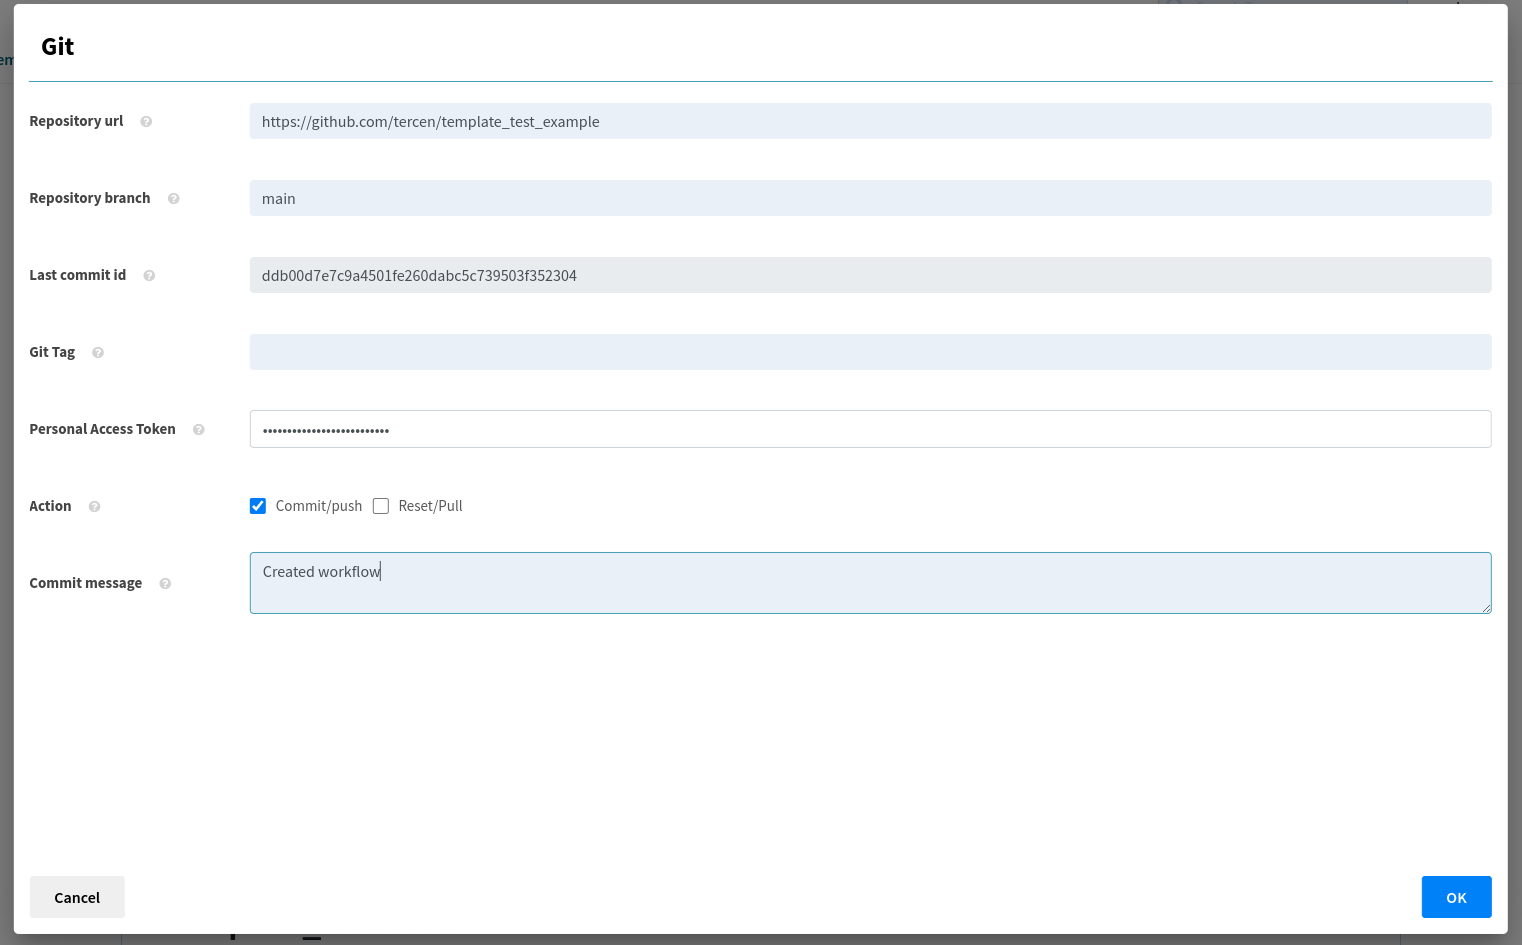 Git
Repository url
https://github.com/tercen/template_test_example
Repository branch
main
Last commit id
ddb00d7e7c9a4501fe260dabc5c739503f352304
Git Tag
Personal Access Token
••••••••••••••••••••••••••
Action
Commit/push Reset/Pull
Commit message
Created workflow
Cancel
OK